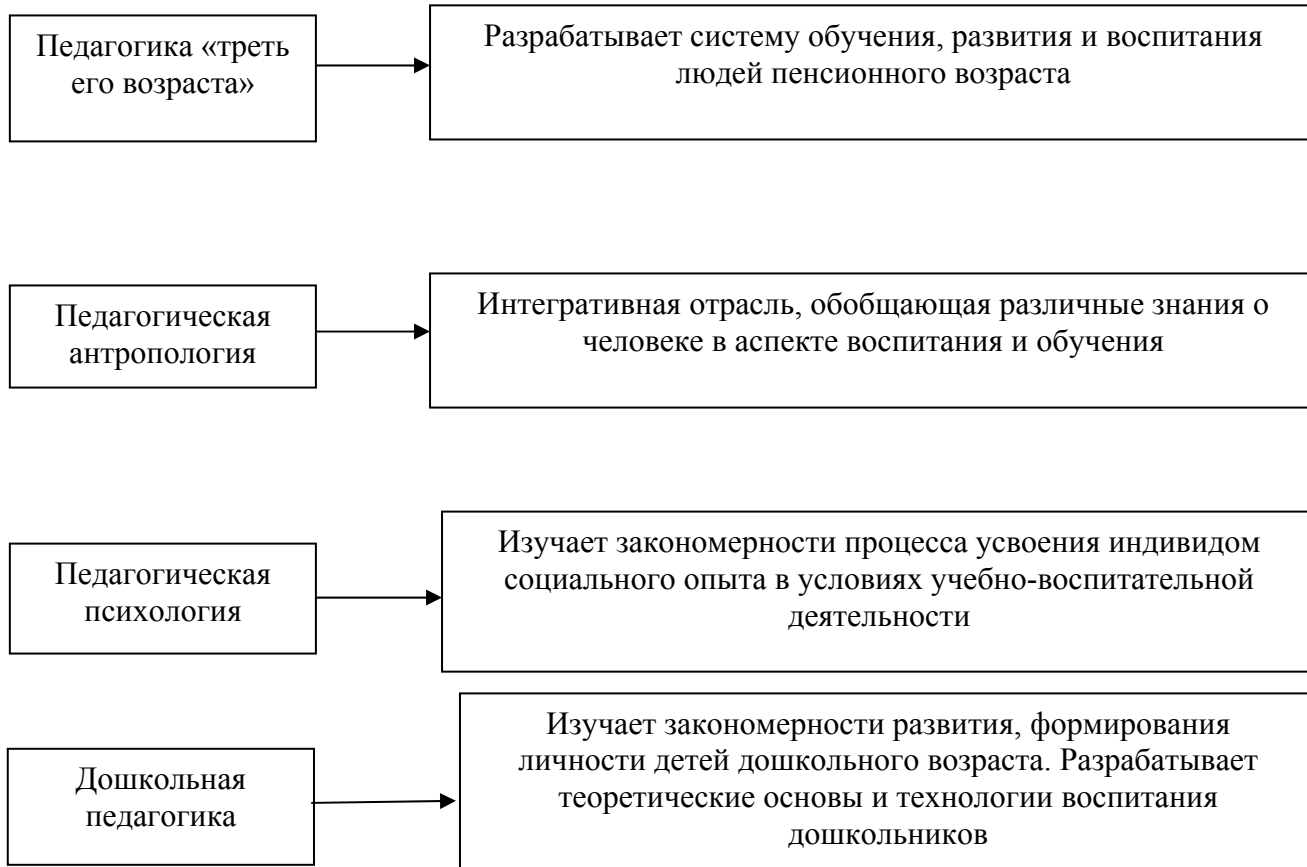 Педагогика «треть
его возраста»
Разрабатывает систему обучения, развития и воспитания
людей пенсионного возраста
Педагогическая
антропология
Интегративная отрасль, обобщающая различные знания о
человеке в аспекте воспитания и обучения
Педагогическая
психология
Изучает закономерности процесса усвоения индивидом
социального опыта в условиях учебно-воспитательной
деятельности
Дошкольная
педагогика
Изучает закономерности развития, формирования
личности детей дошкольного возраста. Разрабатывает
теоретические основы и технологии воспитания
дошкольников